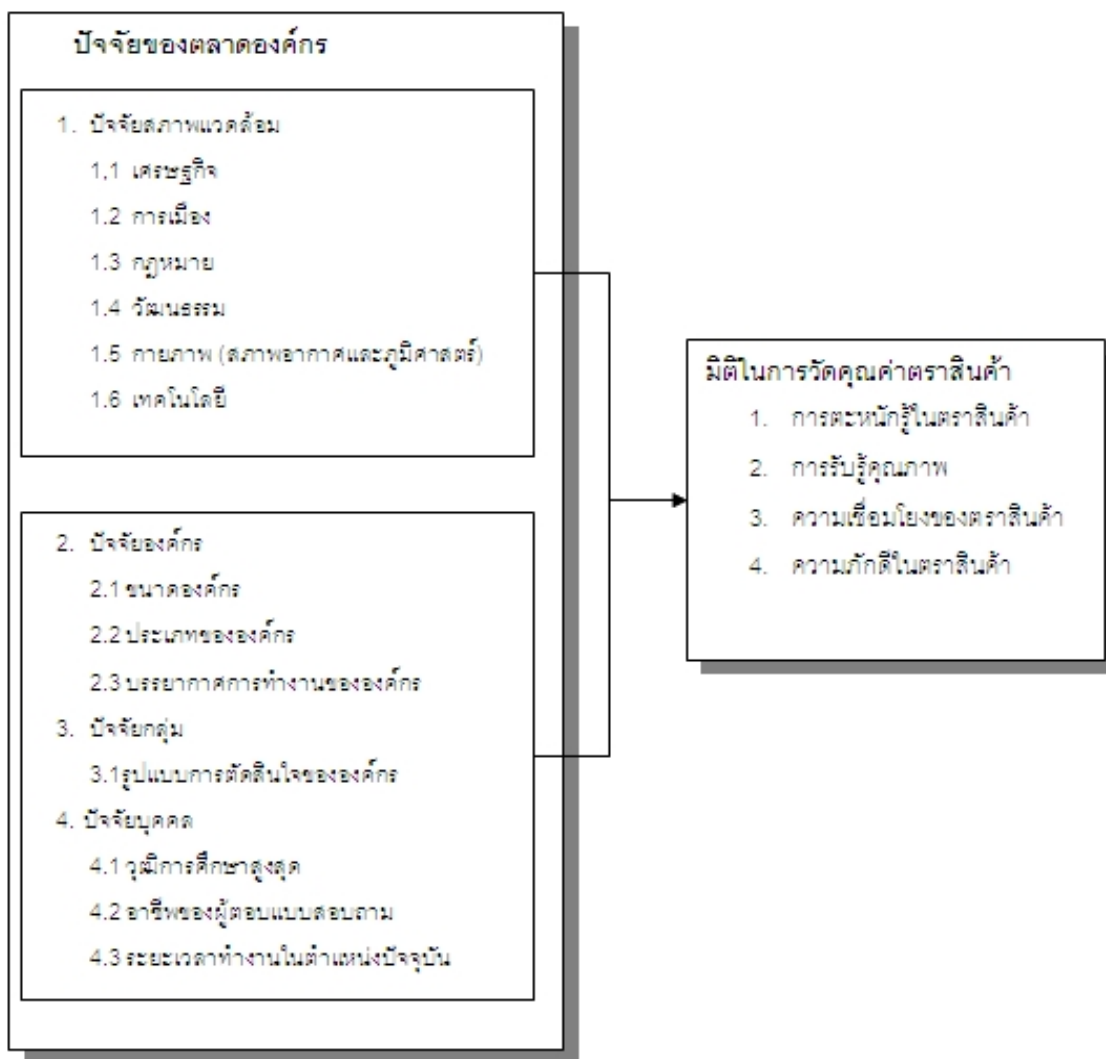 ปัจจัยของตลาดองค์กร
1. ปัจจัยสภาพแวดล้อม
1,1 เศรษฐกิจ
1.2 การเมือง
1.3 กฎหมาย
1.4 วัฒนธรรม
1.5 กายภาพ (สภาพอากาศและภูมิศาสตร์)
1.6 เทคโนโลยี
2. ปัจจัยองค์กร
2.1 ขนาดองค์กร
2.2 ประเภทขององค์กร
2.3 บรรยากาศการทำงานขององค์กร
3. ปัจจัยกลุ่ม
3.1รูปแบบการตัดสินใจขององค์กร
4. ปัจจัยบุคคล
4.1 วุฒิการศึกษาสูงสุด
4.2 อาชีพของผู้ตอบแบบสอบถาม
4.3 ระยะเวลาทำงานในตำแหน่งปัจจุบัน
มิติในการวัดคุณค่าตราสินค้า
1. การตะหนักรู้ในตราสินค้า
2. การรับรู้คุณภาพ
3. ความเชื่อมโยงของตราสินค้า
4. ความภักดีในตราสินค้า